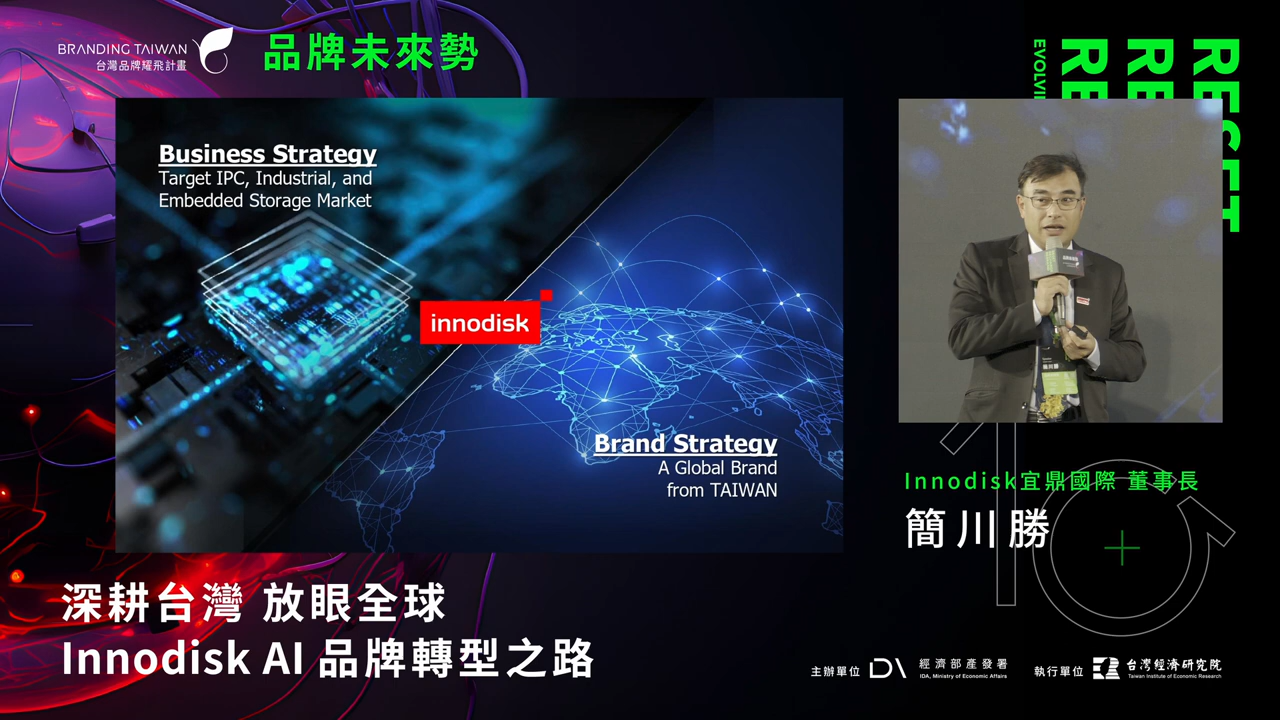 BRANDING TAIWAN
台灣品牌耀飛計畫
品牌未來勢
Business Strategy
Target IPC, Industrial, and
Embedded Storage Market
innodisk
Brand Strategy
A Global Brand
from TAIWAN
RESET
RE
RE
Innodisk宜鼎國際 董事長
簡川勝
深耕台灣 放眼全球
Innodisk AI 品牌轉型之路
主辦單位
經濟部產發署
IDA, Ministry of Economic Affairs
執行單位
台灣經濟研究院
Taiwan Institute of Economic Research